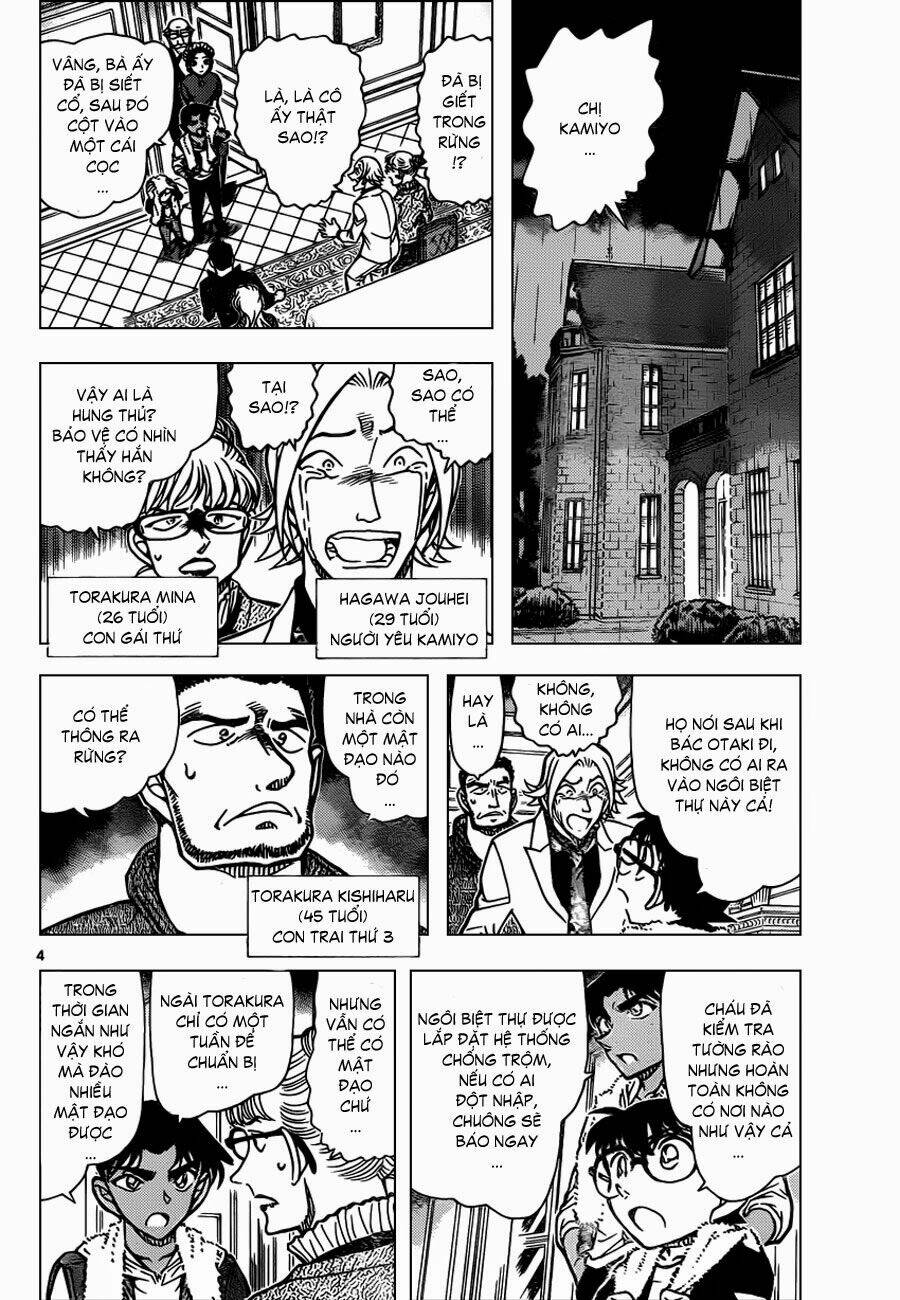 CHỊ
KAMIYO
...
ĐÃ BỊ
GIẾT
TRONG
RỪNG
!?
LÀ, LÀ CÔ
ẤY THẬT
SAO!?
VÂNG, BÀ ẤY
ĐÃ BỊ SIẾT
CỔ, SAU ĐÓ
CỘT VÀO
MỘT CÁI
CỌC
...
SAO,
SAO CÓ
THỂ
...
TẠI
SAO!?
VẬY AI LÀ
HUNG THỦ?
BẢO VỆ CÓ NHÌN
THẤY HẮN
KHÔNG?
HAGAWA JOUHEI
(29 TUỔI)
NGƯỜI YÊU KAMIYO
TORAKURA MINA
(26 TUỔI)
CON GÁI THỨ
HỌ NÓI SAU KHI
BÁC OTAKI ĐI,
KHÔNG CÓ AI RA
VÀO NGÔI BIỆT
THỰ NÀY CẢ!
KHÔNG,
KHÔNG
CÓ AI...
HAY
LÀ
...
TRONG
NHÀ CÒN
MỘT MẬT
ĐẠO NÀO
ĐÓ
...
CÓ THỂ
THÔNG RA
RỪNG?
TORAKURA KISHIHARU
(45 TUỔI)
CON TRAI THỨ 3
4
CHÁU ĐÃ
KIỂM TRA
TƯỜNG RÀO
NHƯNG HOÀN
TOÀN KHÔNG
CÓ NƠI NÀO
NHƯ VẬY CẢ
...
NGÔI BIỆT THỰ ĐƯỢC
LẮP ĐẶT HỆ THỐNG
CHỐNG TRỘM,
NẾU CÓ AI
ĐỘT NHẬP,
CHUÔNG SẼ
BÁO NGAY
NHƯNG
VẪN CÓ
THỂ CÓ
MẬT
ĐẠO
CHỨ
...
NGÀI TORAKURA
CHỈ CÓ MỘT
TUẦN ĐỂ
CHUẨN BỊ
...
TRONG
THỜI GIAN
NGẮN NHƯ
VẬY KHÓ
MÀ ĐÀO
NHIỀU
MẬT ĐẠO
ĐƯỢC
...